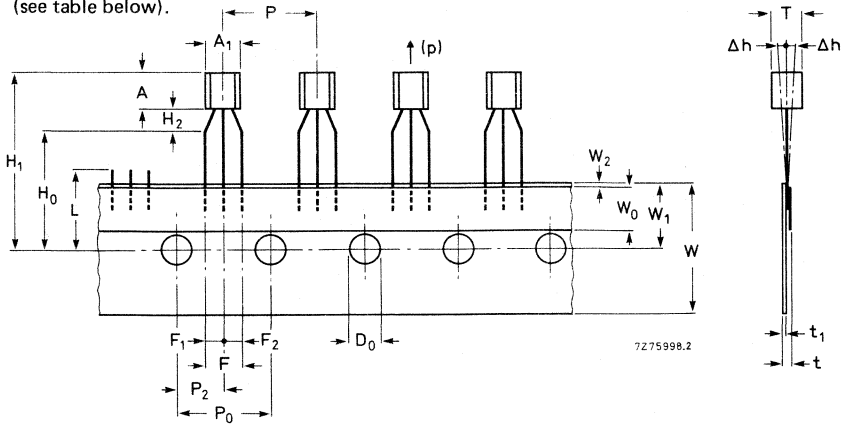 (see table below).
P
T
A₁
Δh Δh
(p)
A
H₂
H₁
H₀
L
W₂
W₀
W₁
W
F₁ F₂ D₀
F
P₂
P₀
7Z75998.2
t₁
t